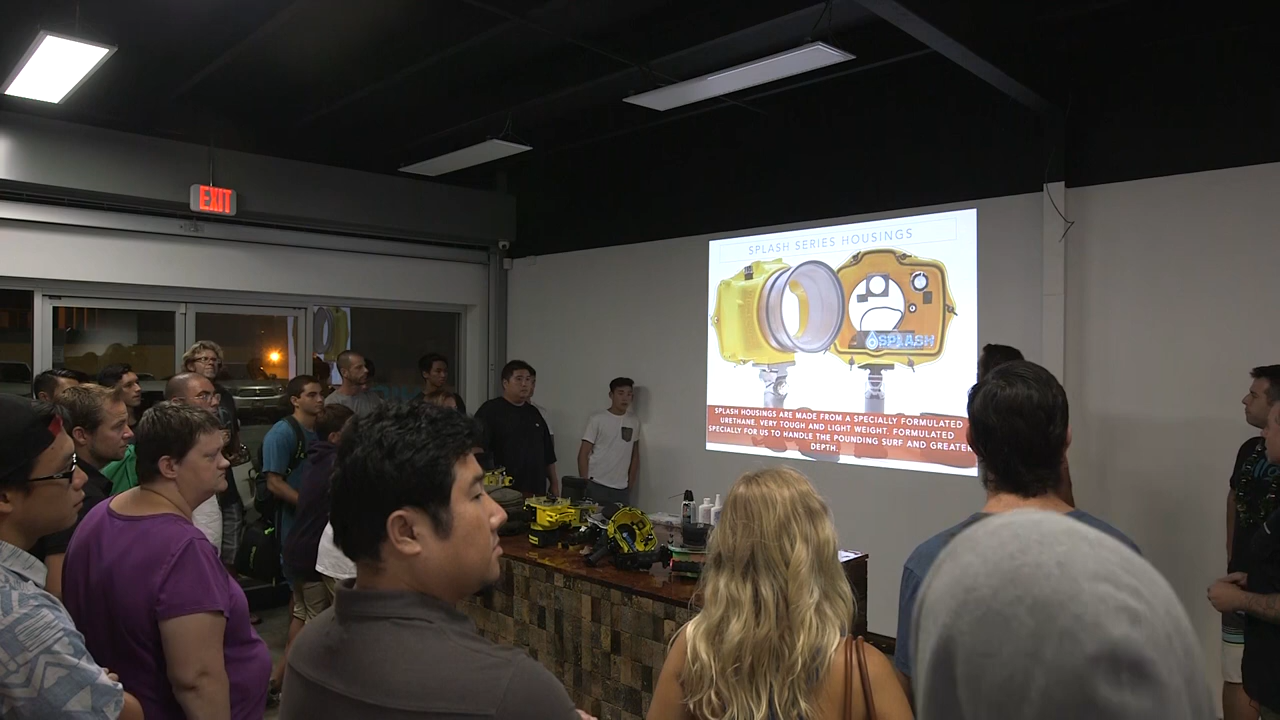 EXIT
SPLASH SERIES HOUSINGS
SPLASH
SPLASH HOUSINGS ARE MADE FROM A SPECIALLY FORMULATED
URETHANE. VERY TOUGH AND LIGHT WEIGHT. FORMULATED
SPECIALLY FOR US TO HANDLE THE POUNDING SURF AND GREATER
DEPTH.